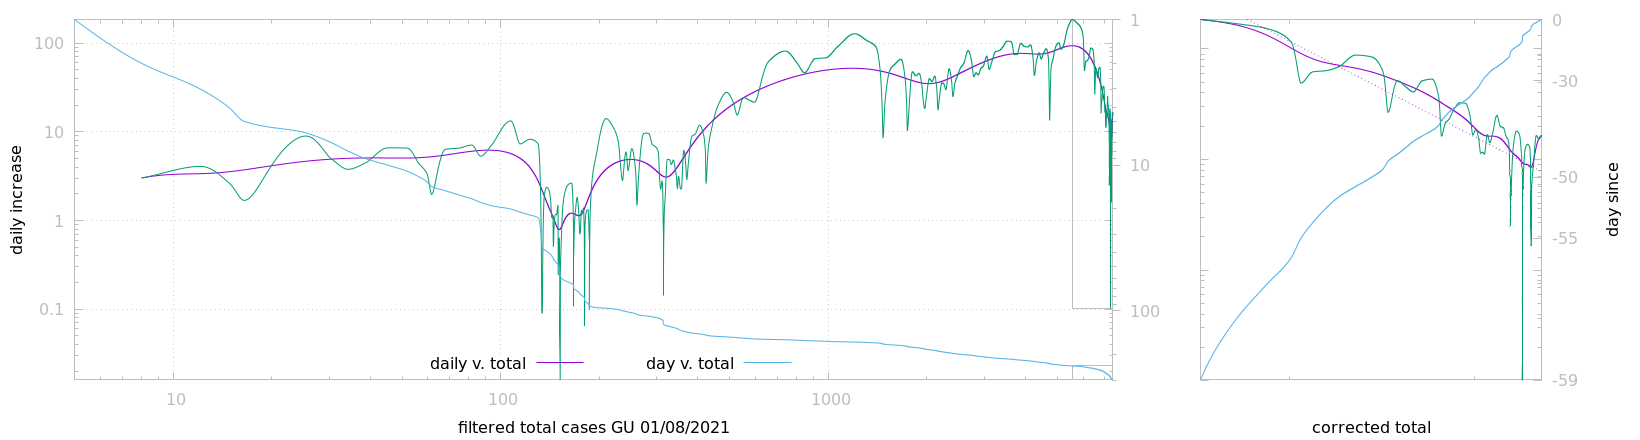 daily increase
100
10
1
0.1
1
10
100
daily v. total
day v. total
10
100
1000
filtered total cases GU 01/08/2021
0
-30
-50
-55
-59
day since
corrected total